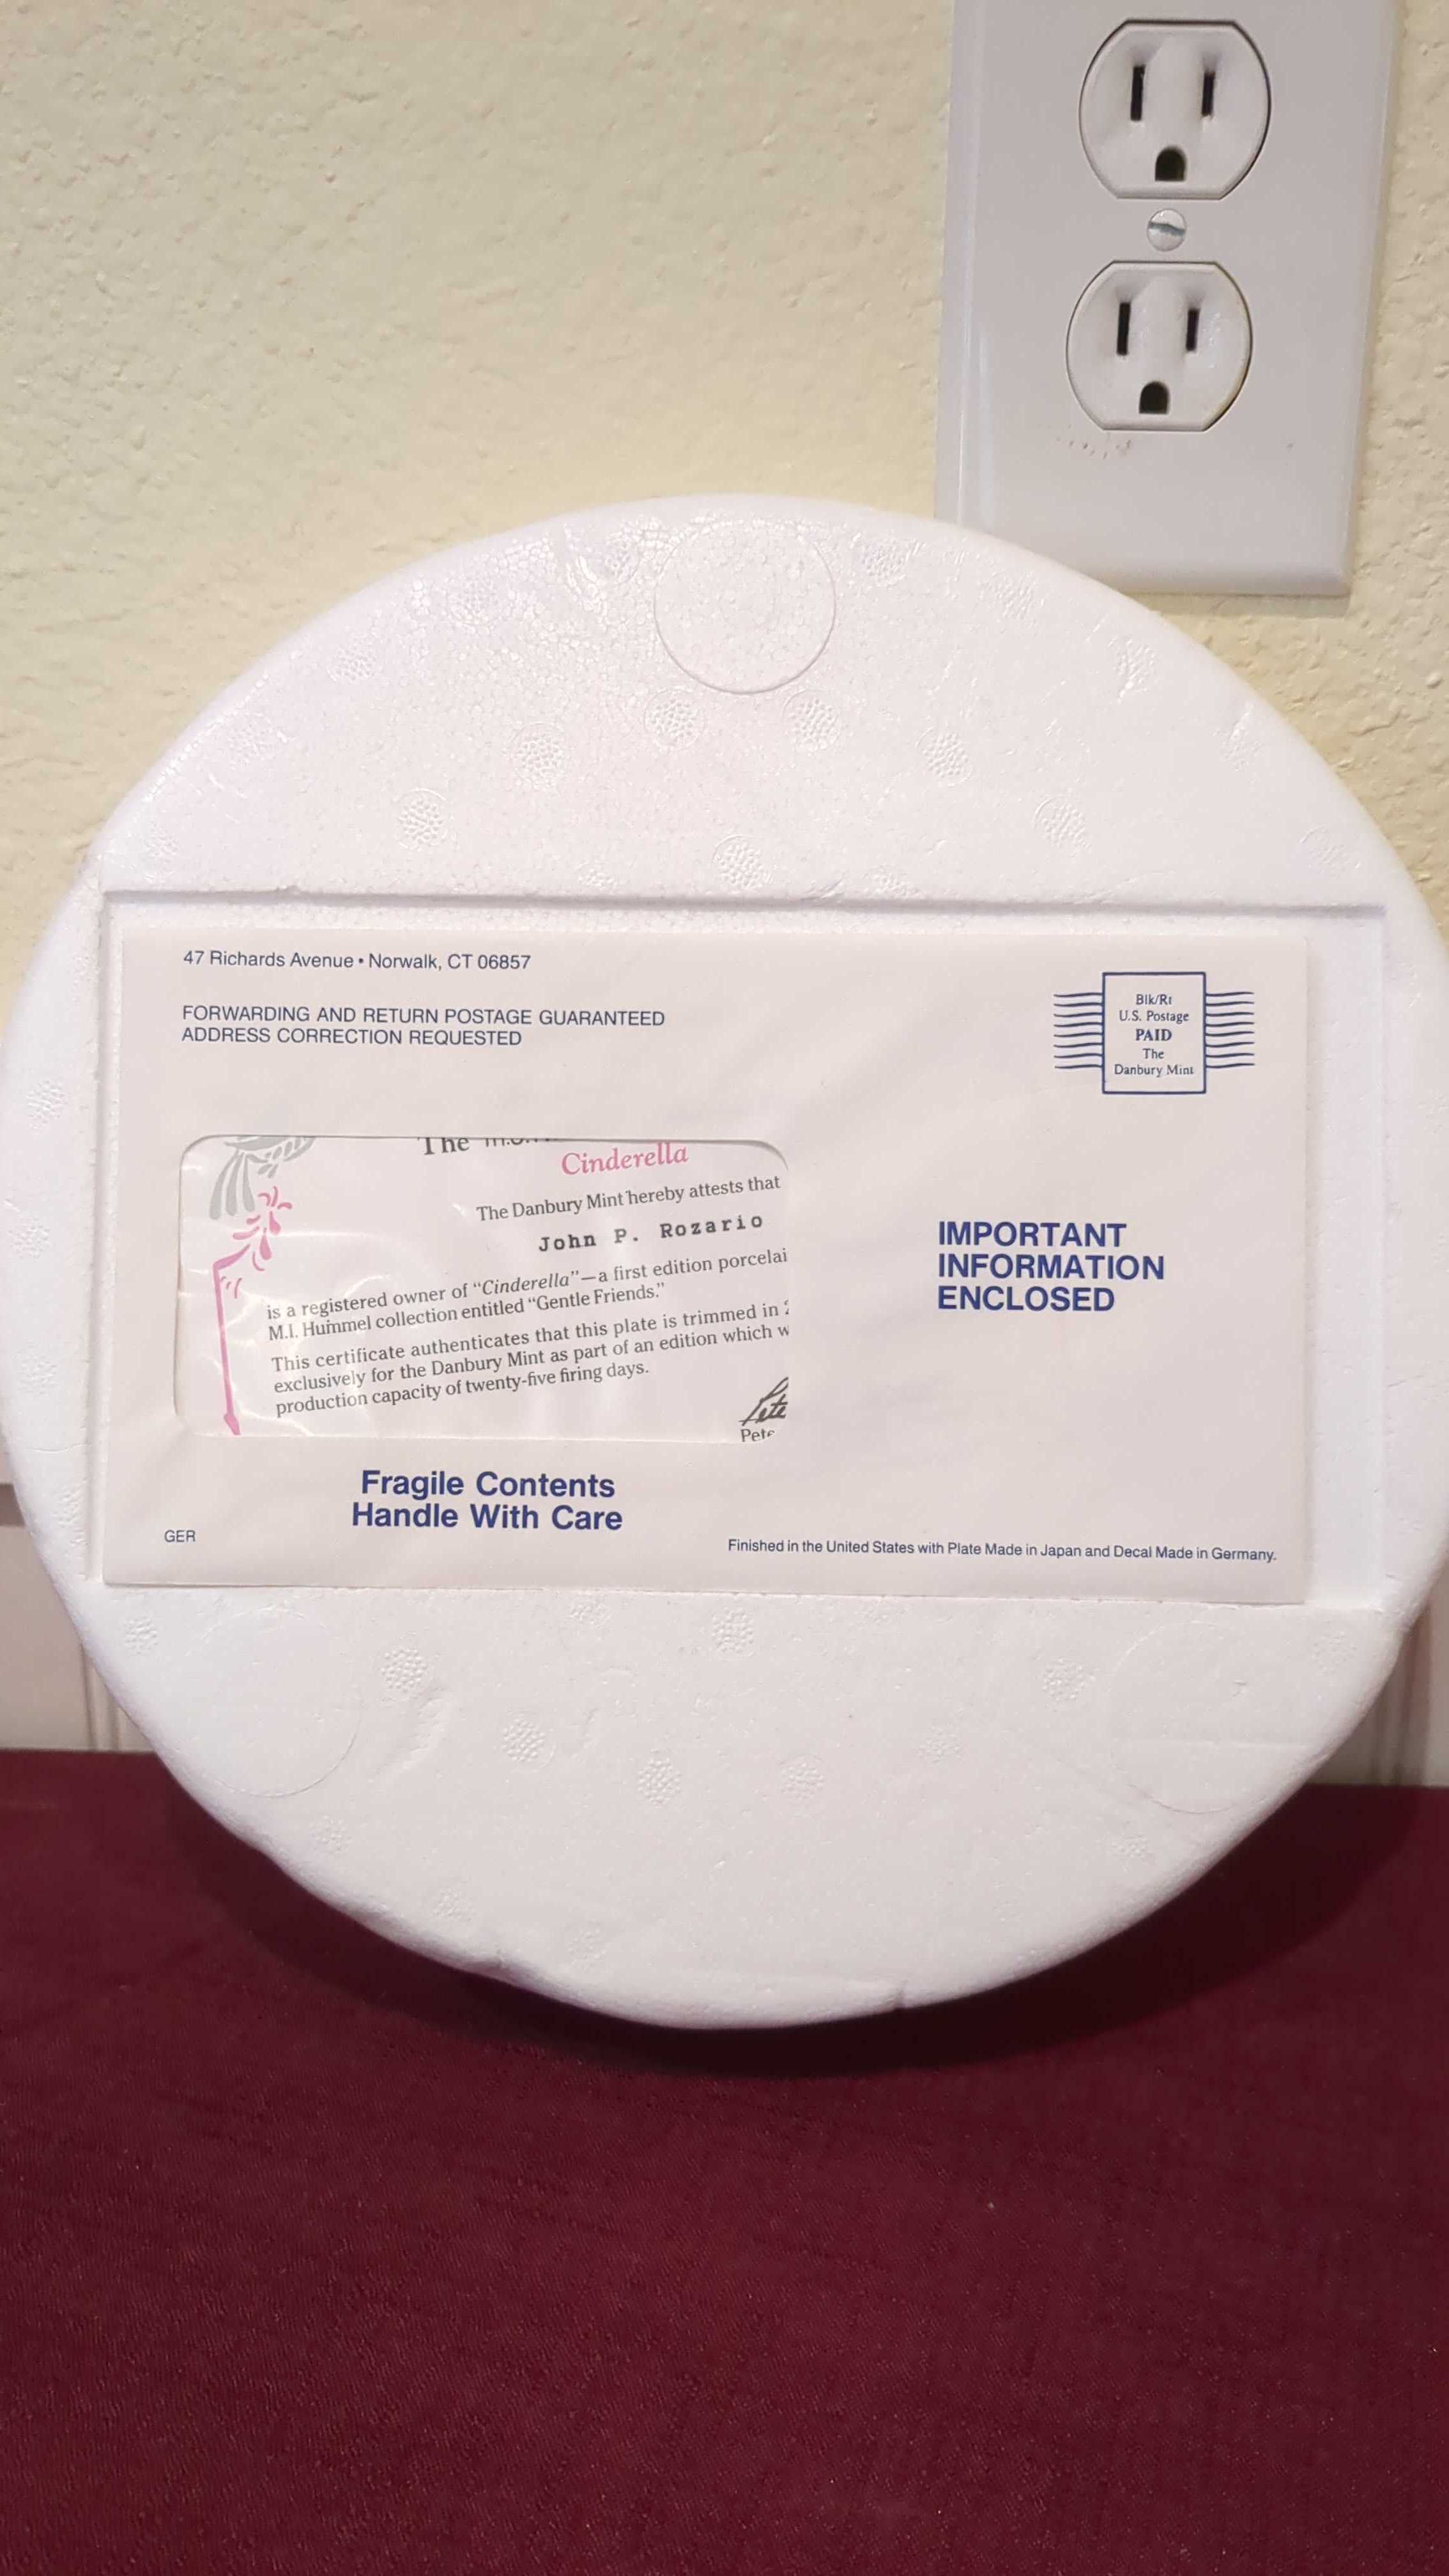 47 Richards Avenue • Norwalk, CT 06857
FORWARDING AND RETURN POSTAGE GUARANTEED
ADDRESS CORRECTION REQUESTED
Blk/Rt
U.S. Postage
PAID
The
Danbury Mint
The
Cinderella
The Danbury Mint hereby attests that
John P. Rozario
is a registered owner of “Cinderella”—a first edition porcelai
M.I. Hummel collection entitled “Gentle Friends.”
This certificate authenticates that this plate is trimmed in
exclusively for the Danbury Mint as part of an edition which w
production capacity of twenty-five firing days.
Pete
Pete
IMPORTANT
INFORMATION
ENCLOSED
Fragile Contents
Handle With Care
GER
Finished in the United States with Plate Made in Japan and Decal Made in Germany.